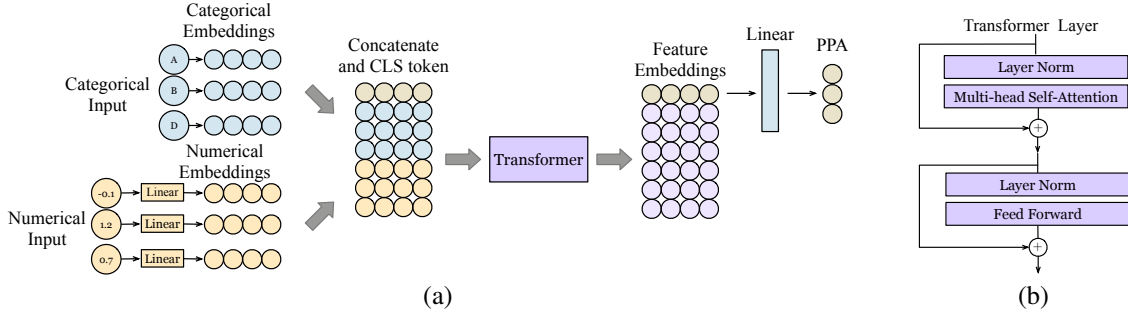 Categorical
Embeddings
A
Categorical
Input
B
D
Numerical
Embeddings
-0.1
Linear
Numerical
Input
1.2
Linear
0.7
Linear
Concatenate
and CLS token
Transformer
Feature
Embeddings
Linear
PPA
(a)
Transformer Layer
Layer Norm
Multi-head Self-Attention
+
Layer Norm
Feed Forward
+
(b)